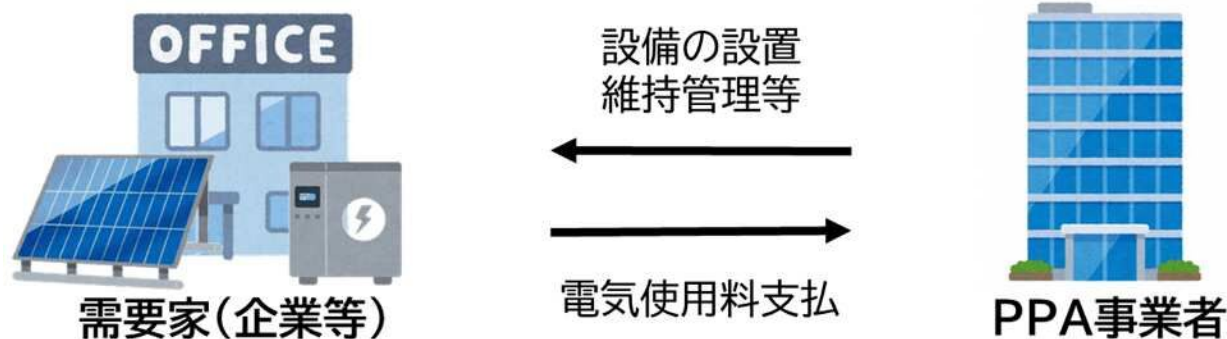 OFFICE
設備の設置
維持管理等
電気使用料支払
需要家(企業等)
PPA事業者